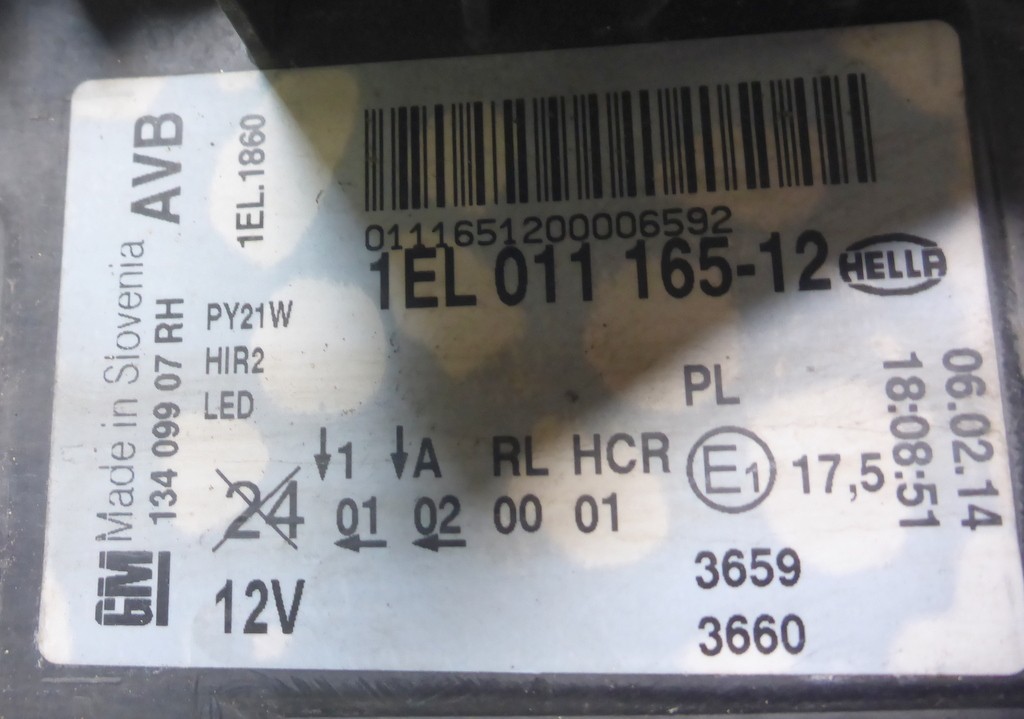 GM Made in Slovenia
134 099 07 RH
AVB
1EL.1860
0111651200006592
1EL 011 165-12 HELLA
PY21W
HIR2
LED
PL
↓1 ↓A RL HCR E1 17,5
24 01 02 00 01
← ←
12V
3659
3660
06.02.14
18:08:51